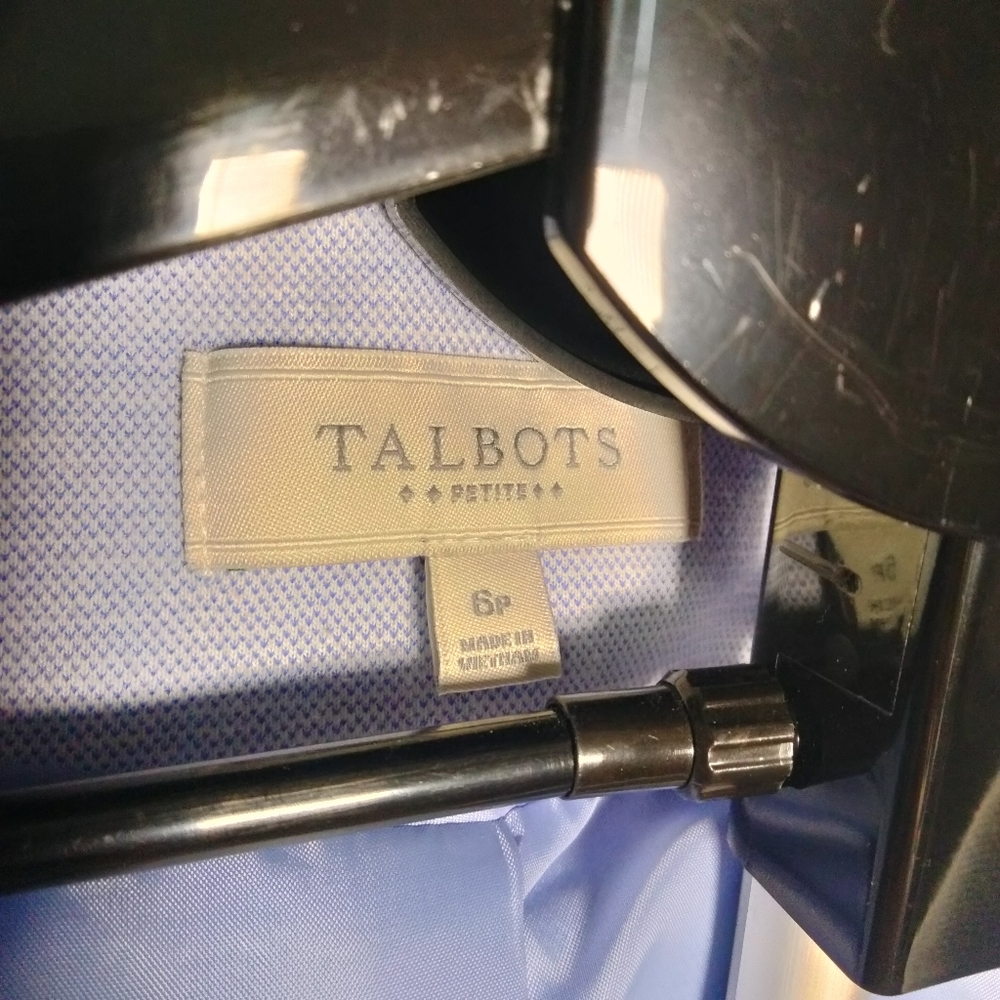 TALBOTS
PETITE
6P
MADE IN
VIETNAM